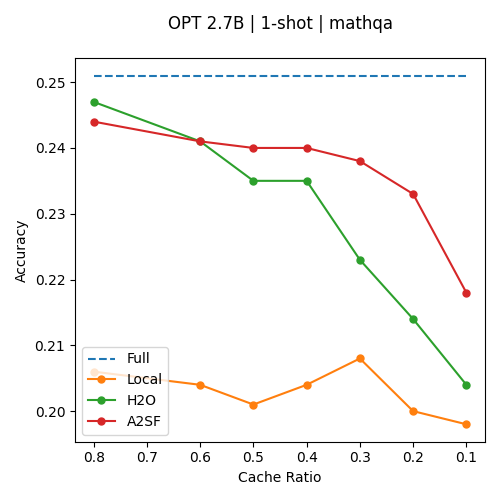 OPT 2.7B | 1-shot | mathqa
Accuracy
0.25
0.24
0.23
0.22
0.21
0.20
Full
Local
H2O
A2SF
0.8 0.7 0.6 0.5 0.4 0.3 0.2 0.1
Cache Ratio